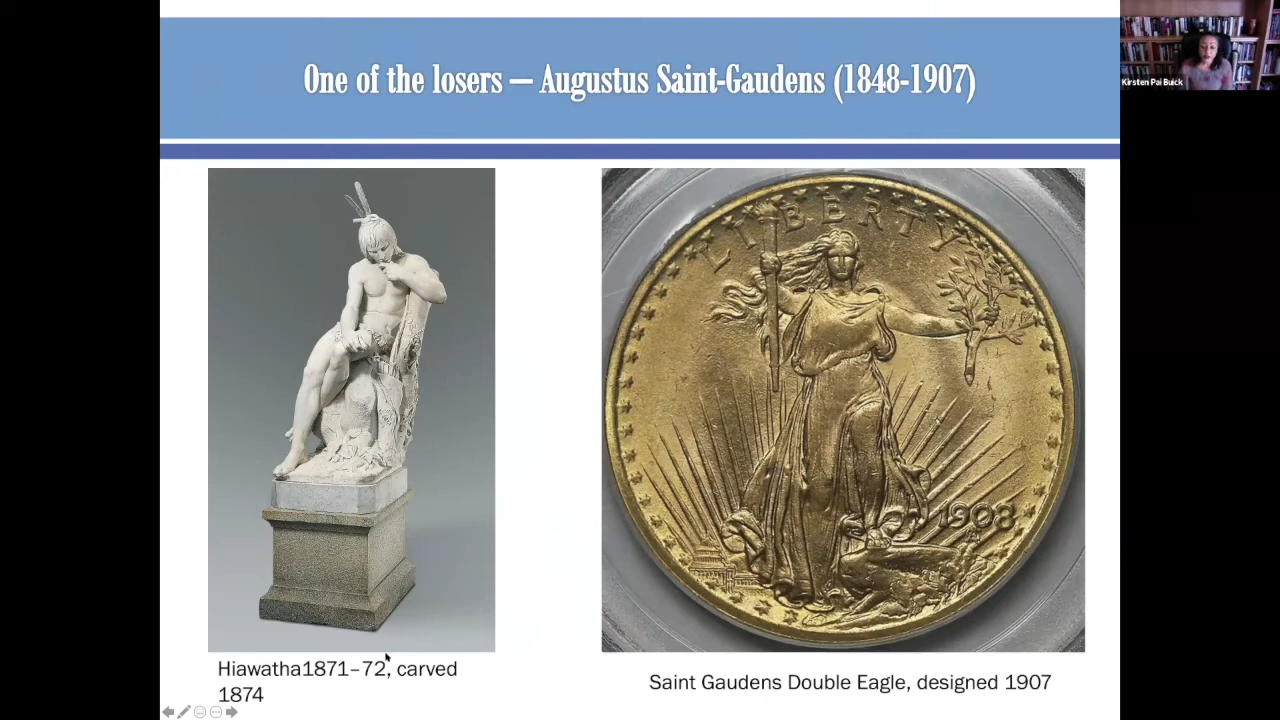 One of the losers – Augustus Saint-Gaudens (1848-1907)
Kirsten Pai Buick
LIBERTY
1908
Hiawatha1871–72, carved
1874
Saint Gaudens Double Eagle, designed 1907